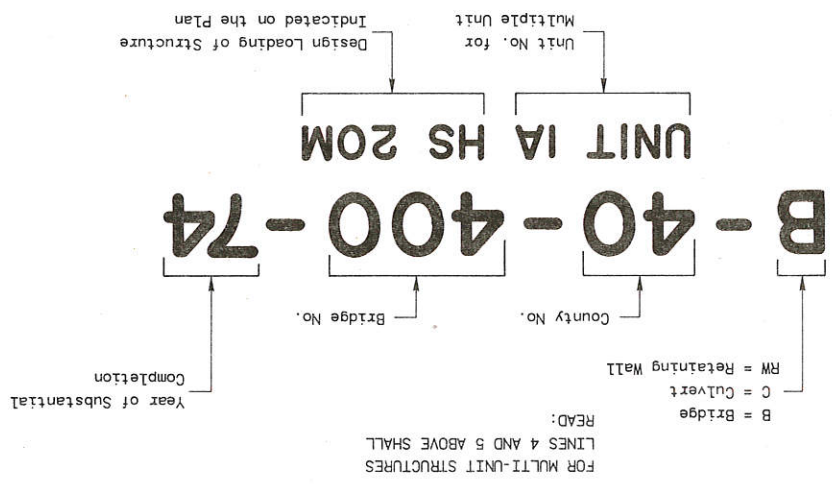 FOR MULTI-UNIT STRUCTURES
LINES 4 AND 5 ABOVE SHALL
READ:
B = Bridge
C = Culvert
RW = Retaining Wall
Year of Substantial
Completion
County No.
Bridge No.
B-40-400-74
UNIT 1A HS 20M
Unit No. for
Multiple Unit
Design Loading of Structure
Indicated on the Plan